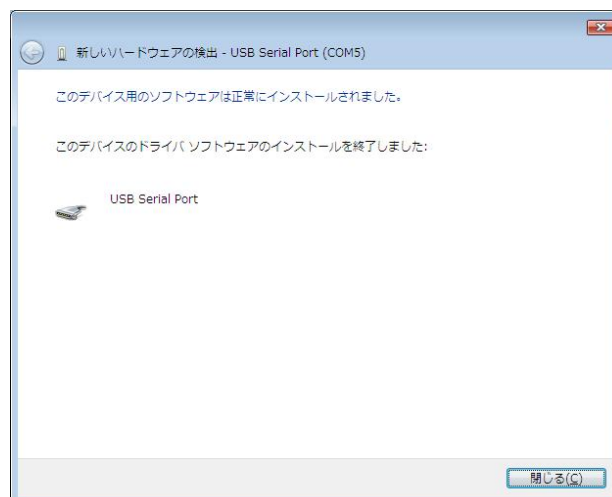 新しいハードウェアの検出 - USB Serial Port (COM5)
このデバイス用のソフトウェアは正常にインストールされました。
このデバイスのドライバ ソフトウェアのインストールを終了しました:
USB Serial Port
閉じる(C)